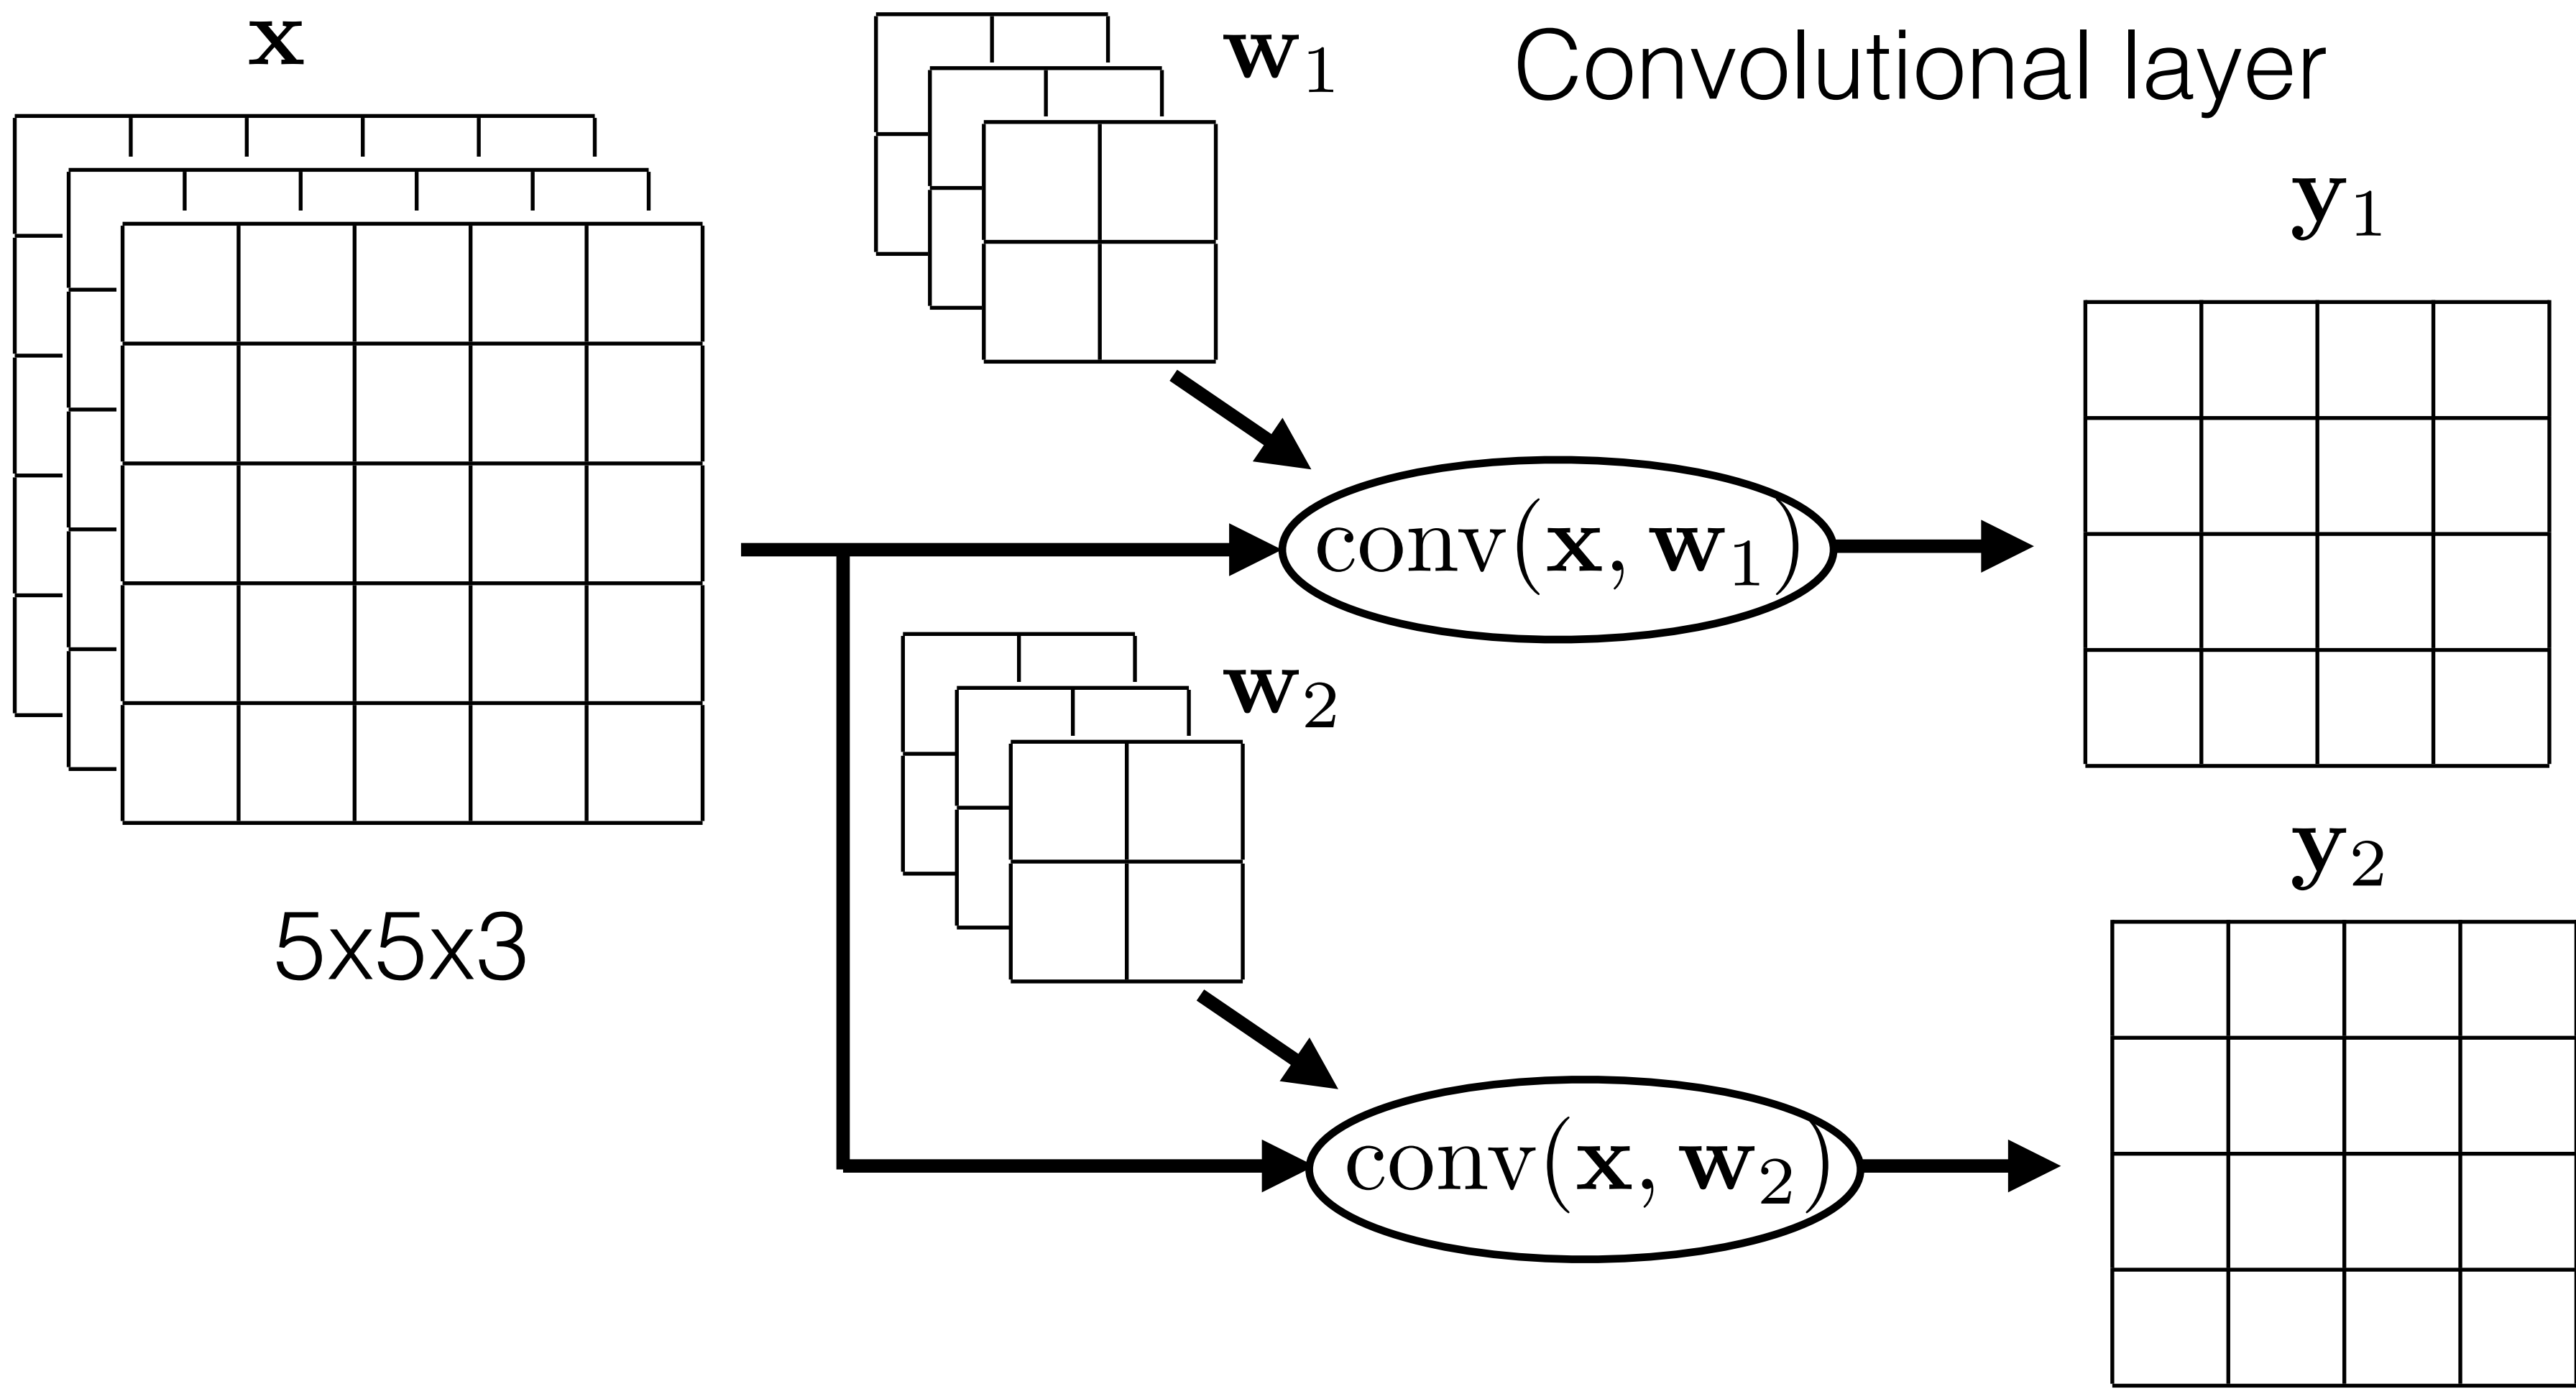 x
w₁
Convolutional layer
y₁
conv(x, w₁)
w₂
y₂
5x5x3
conv(x, w₂)